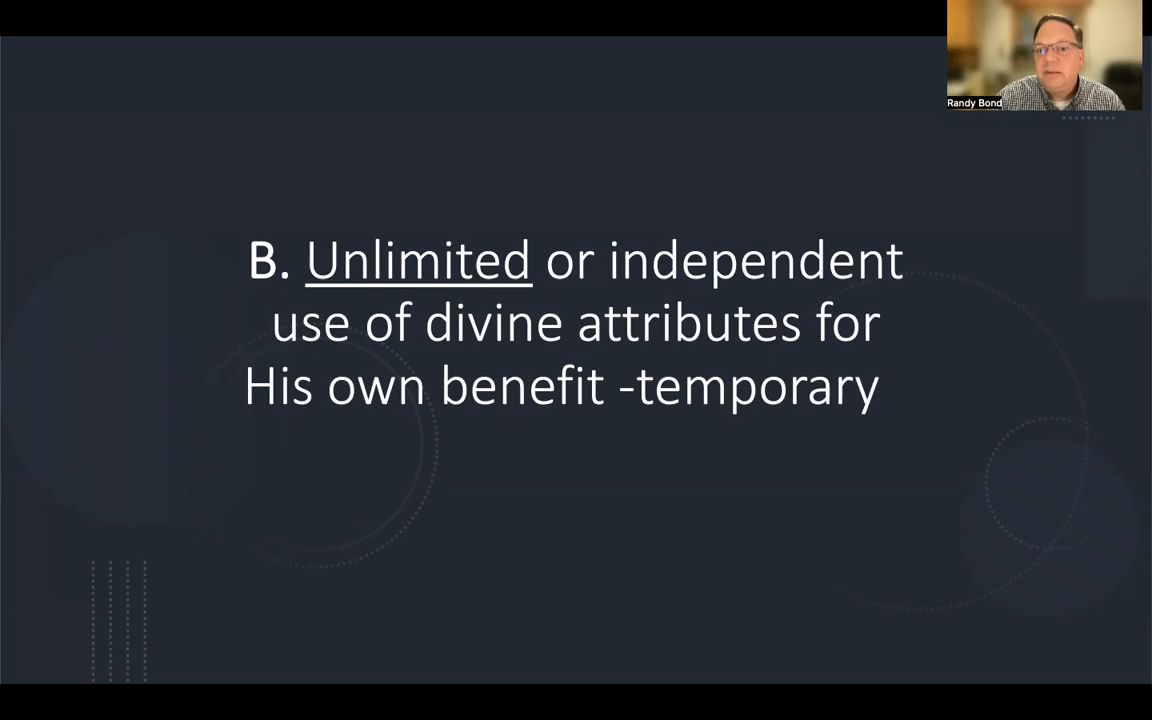 Randy Bond
B. Unlimited or independent
use of divine attributes for
His own benefit -temporary